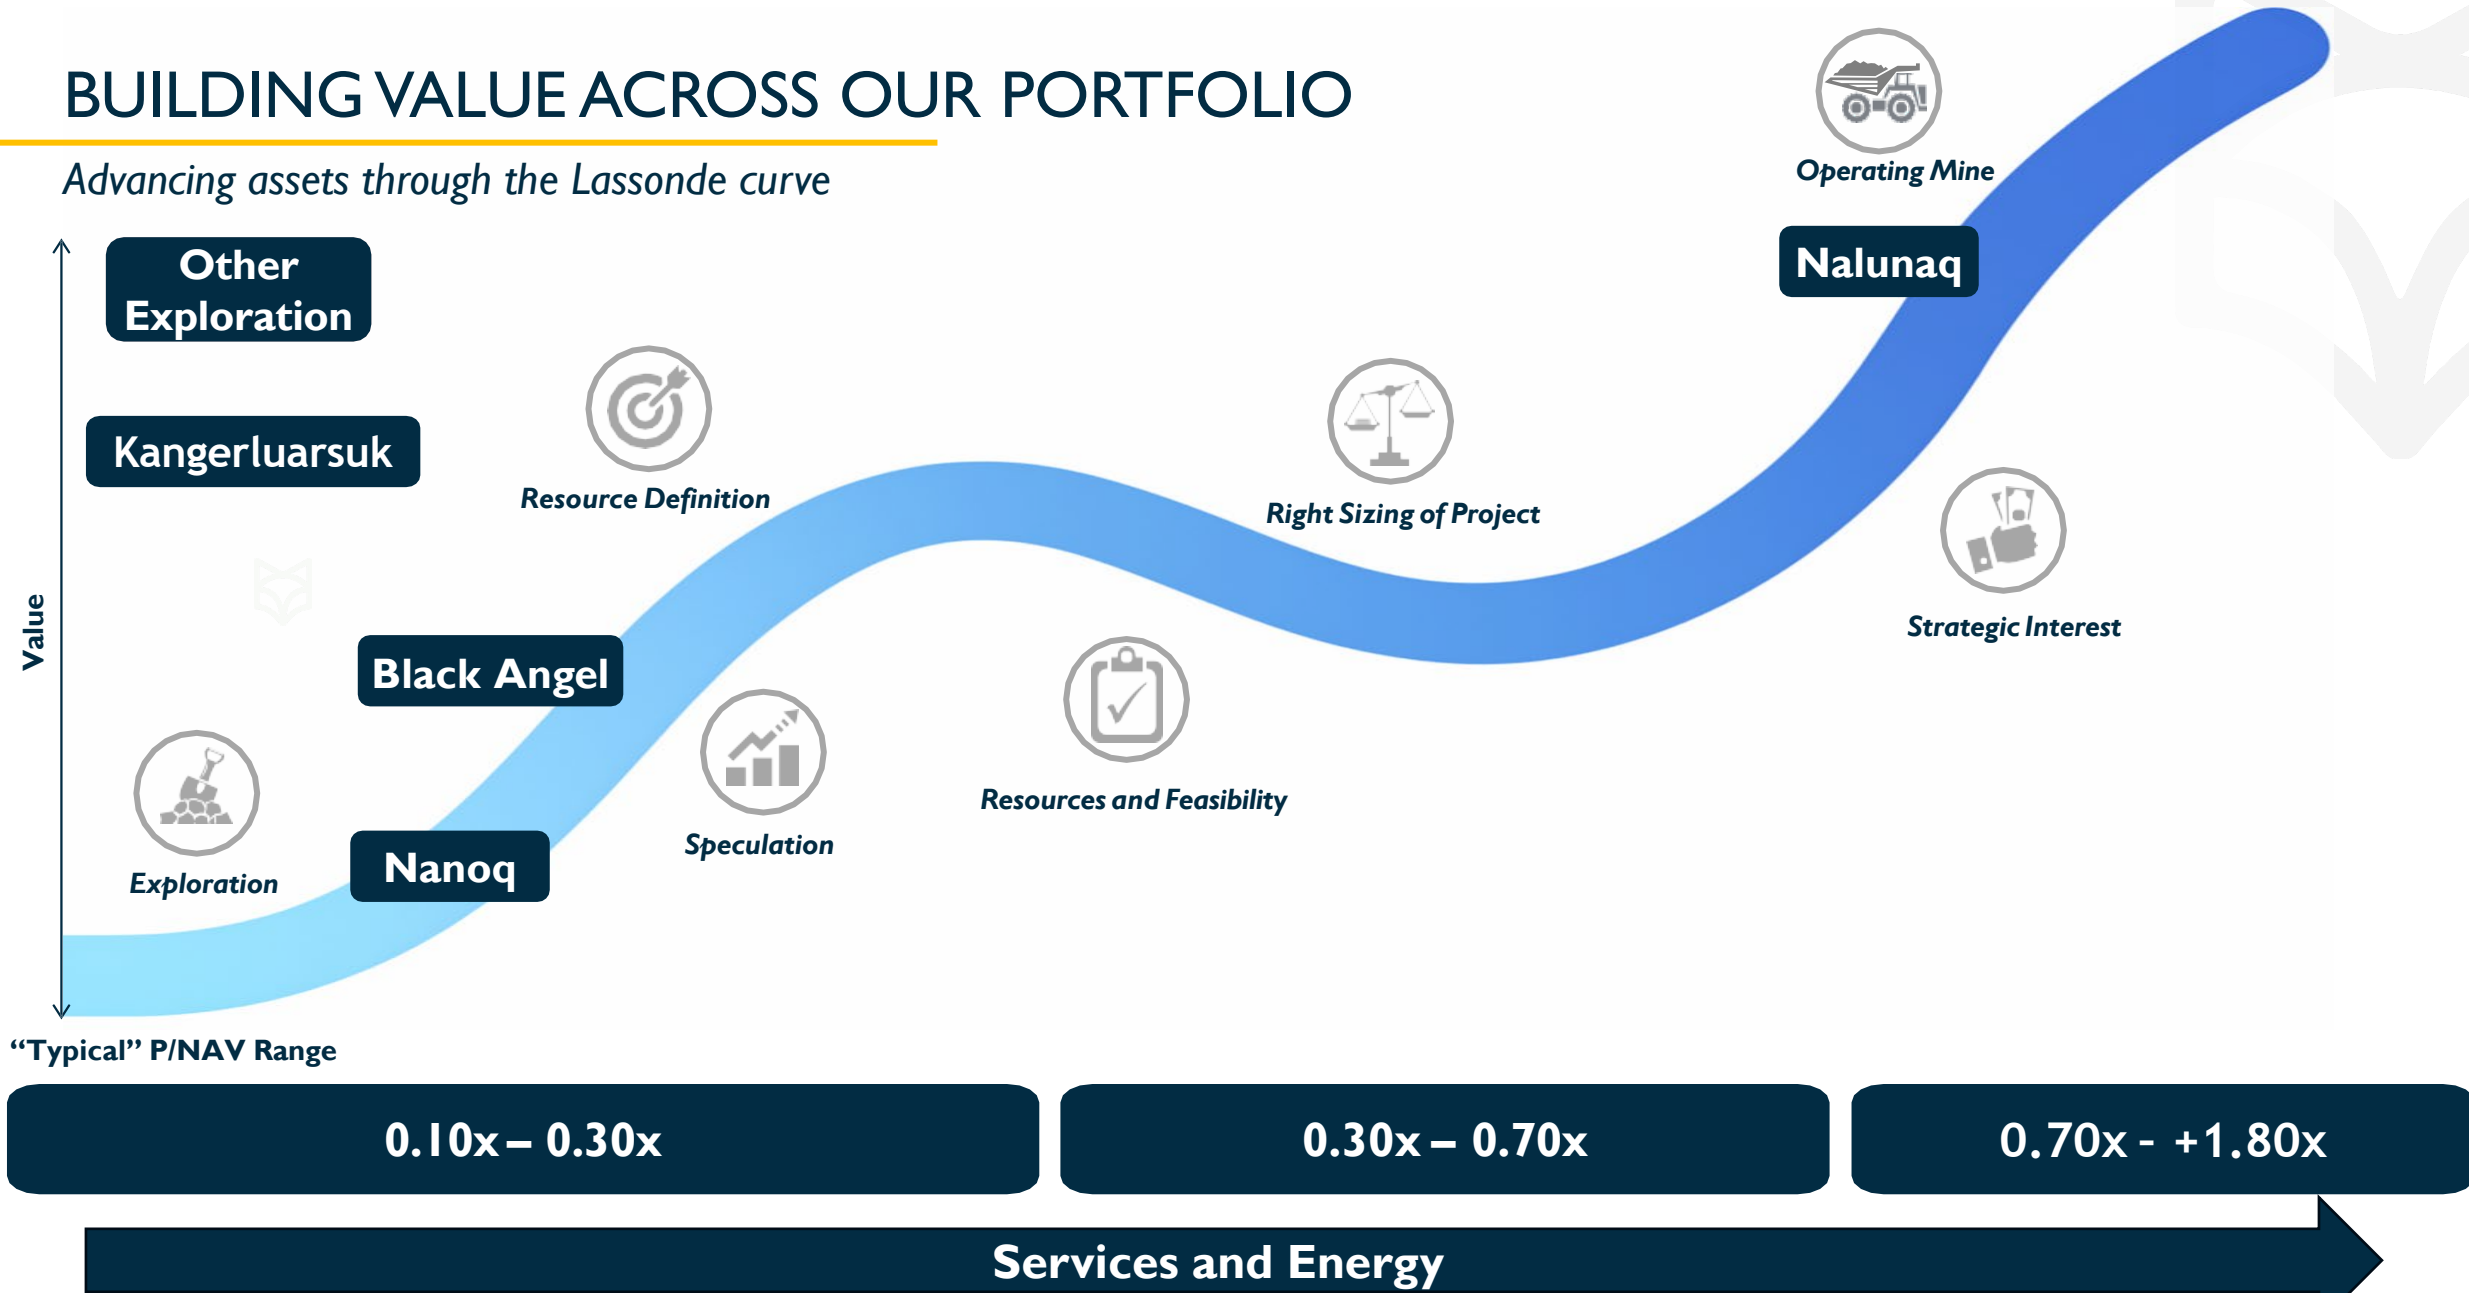 BUILDING VALUE ACROSS OUR PORTFOLIO
Advancing assets through the Lassonde curve
Operating Mine
Nalunaq
Other
Exploration
Kangerluarsuk
Resource Definition
Right Sizing of Project
Value
Black Angel
Strategic Interest
Speculation
Resources and Feasibility
Nanoq
Exploration
“Typical” P/NAV Range
0.10x – 0.30x
0.30x – 0.70x
0.70x - +1.80x
Services and Energy